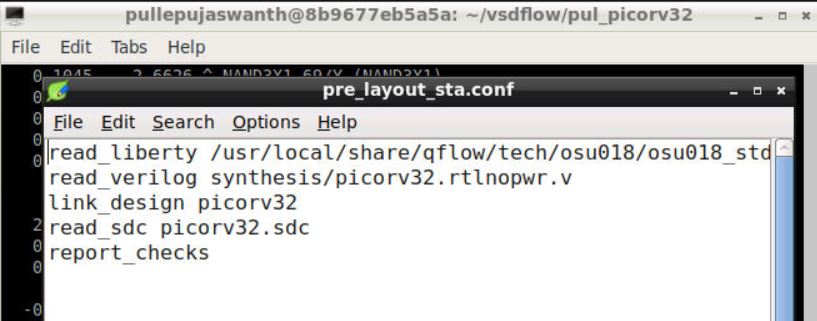 pullepujaswanth@8b9677eb5a5a: ~/vsdflow/pul_picorv32
File Edit Tabs Help
0.1045 2.6626 ^ NAND3X1_69/Y (NAND3X1)
pre_layout_sta.conf
0
File Edit Search Options Help
0
0
read_liberty /usr/local/share/qflow/tech/osu018/osu018_std
0
read_verilog synthesis/picorv32.rtlnopwr.v
link_design picorv32
2
read_sdc picorv32.sdc
0
report_checks
0
-0